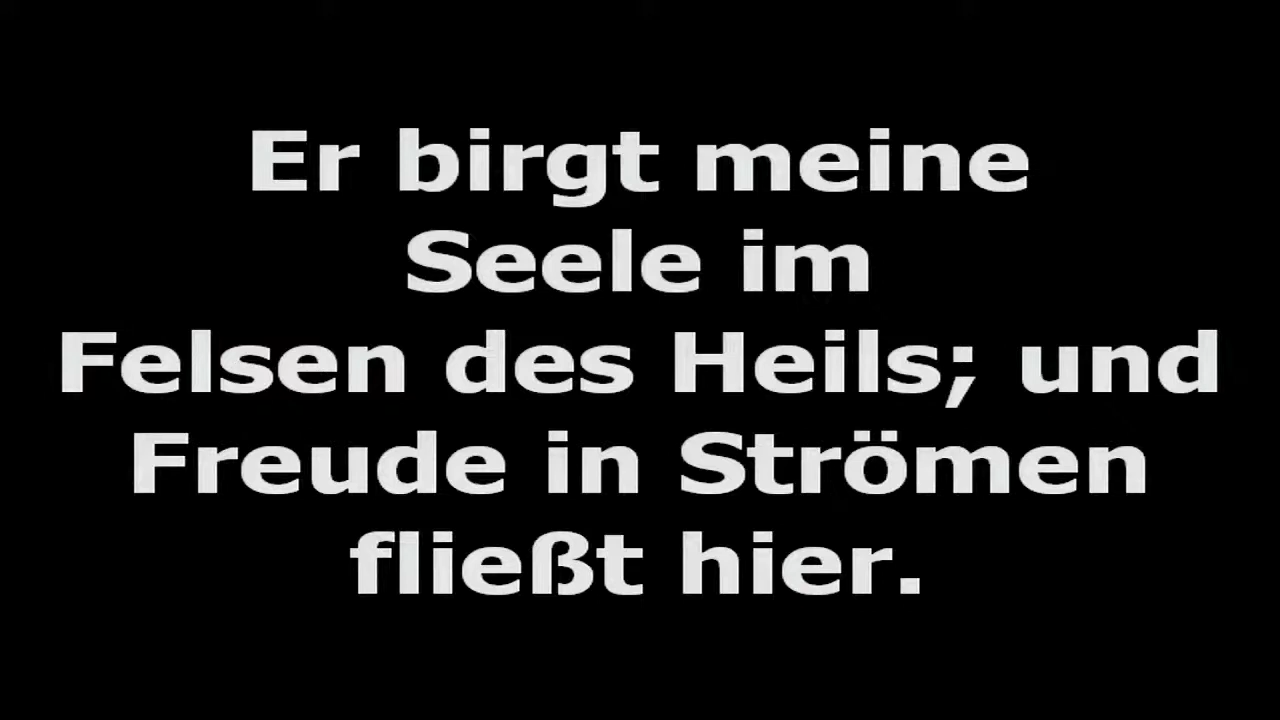 Er birgt meine
Seele im
Felsen des Heils; und
Freude in Strömen
fließt hier.